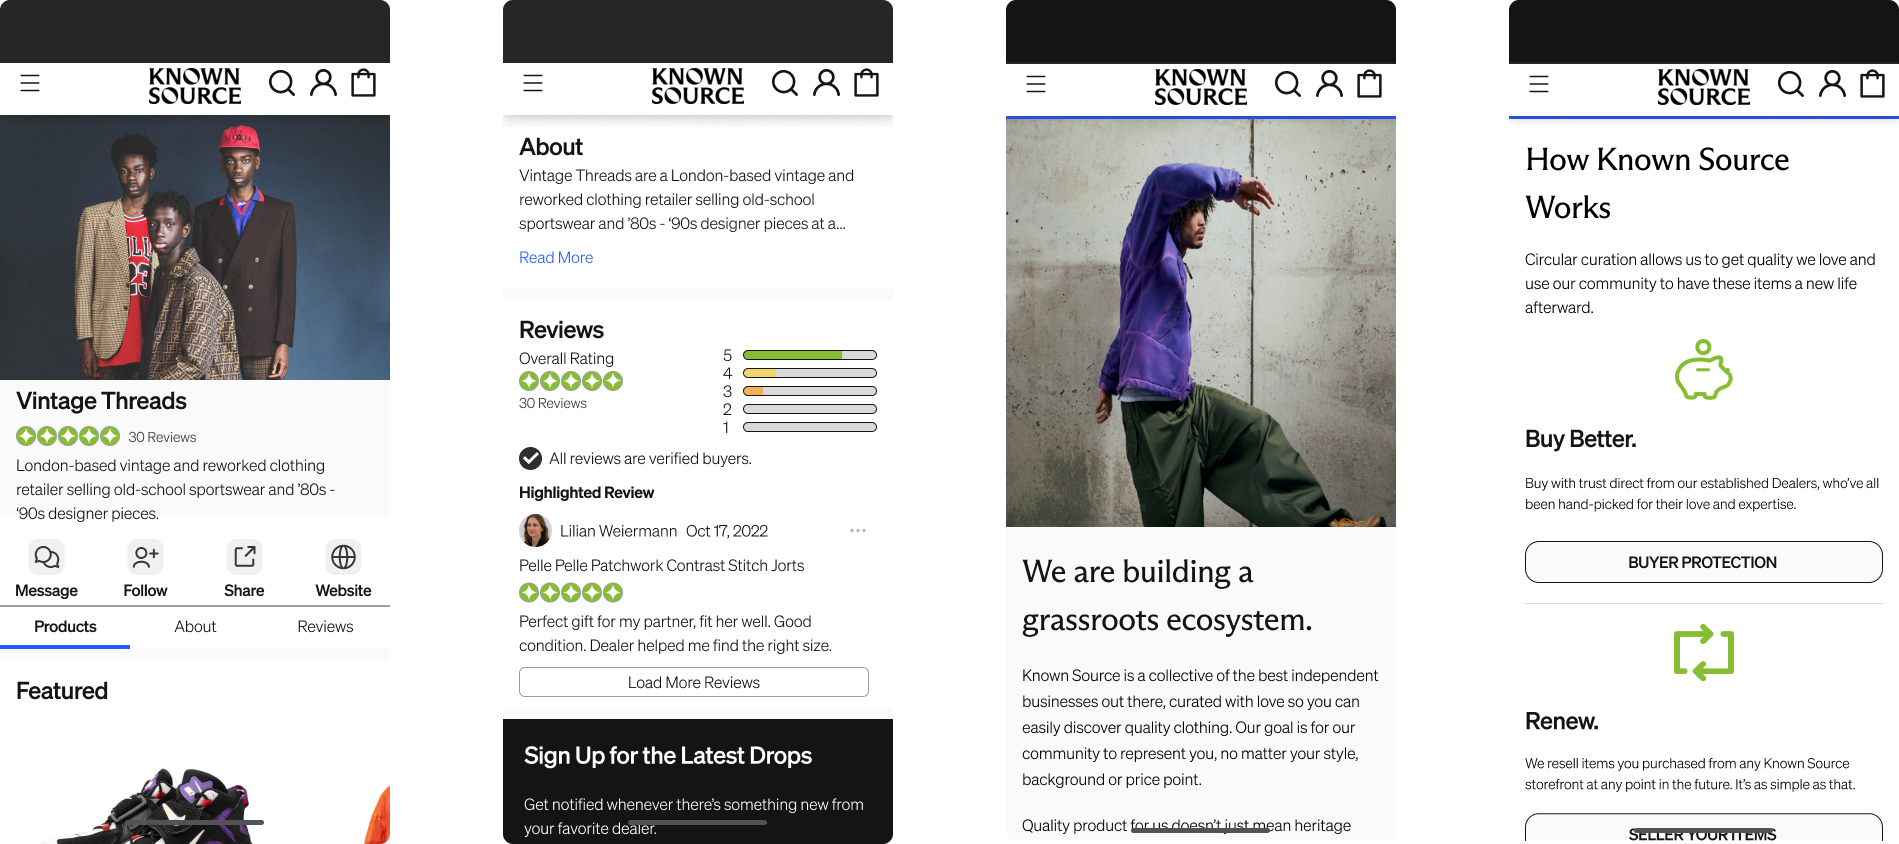 KNOWN
SOURCE
Vintage Threads
30 Reviews
London-based vintage and reworked clothing
retailer selling old-school sportswear and ’80s -
‘90s designer pieces.
Message
Follow
Share
Website
Products
About
Reviews
Featured
KNOWN
SOURCE
About
Vintage Threads are a London-based vintage and
reworked clothing retailer selling old-school
sportswear and ’80s - ‘90s designer pieces at a...
Read More
Reviews
Overall Rating
30 Reviews
5
4
3
2
1
All reviews are verified buyers.
Highlighted Review
Lilian Weiermann Oct 17, 2022
Pelle Pelle Patchwork Contrast Stitch Jorts
Perfect gift for my partner, fit her well. Good
condition. Dealer helped me find the right size.
Load More Reviews
Sign Up for the Latest Drops
Get notified whenever there’s something new from
your favorite dealer.
KNOWN
SOURCE
We are building a
grassroots ecosystem.
Known Source is a collective of the best independent
businesses out there, curated with love so you can
easily discover quality clothing. Our goal is for our
community to represent you, no matter your style,
background or price point.
Quality product for us doesn’t just mean heritage
KNOWN
SOURCE
How Known Source
Works
Circular curation allows us to get quality we love and
use our community to have these items a new life
afterward.
Buy Better.
Buy with trust direct from our established Dealers, who’ve all
been hand-picked for their love and expertise.
BUYER PROTECTION
Renew.
We resell items you purchased from any Known Source
storefront at any point in the future. It’s as simple as that.
SELLER YOUR ITEMS